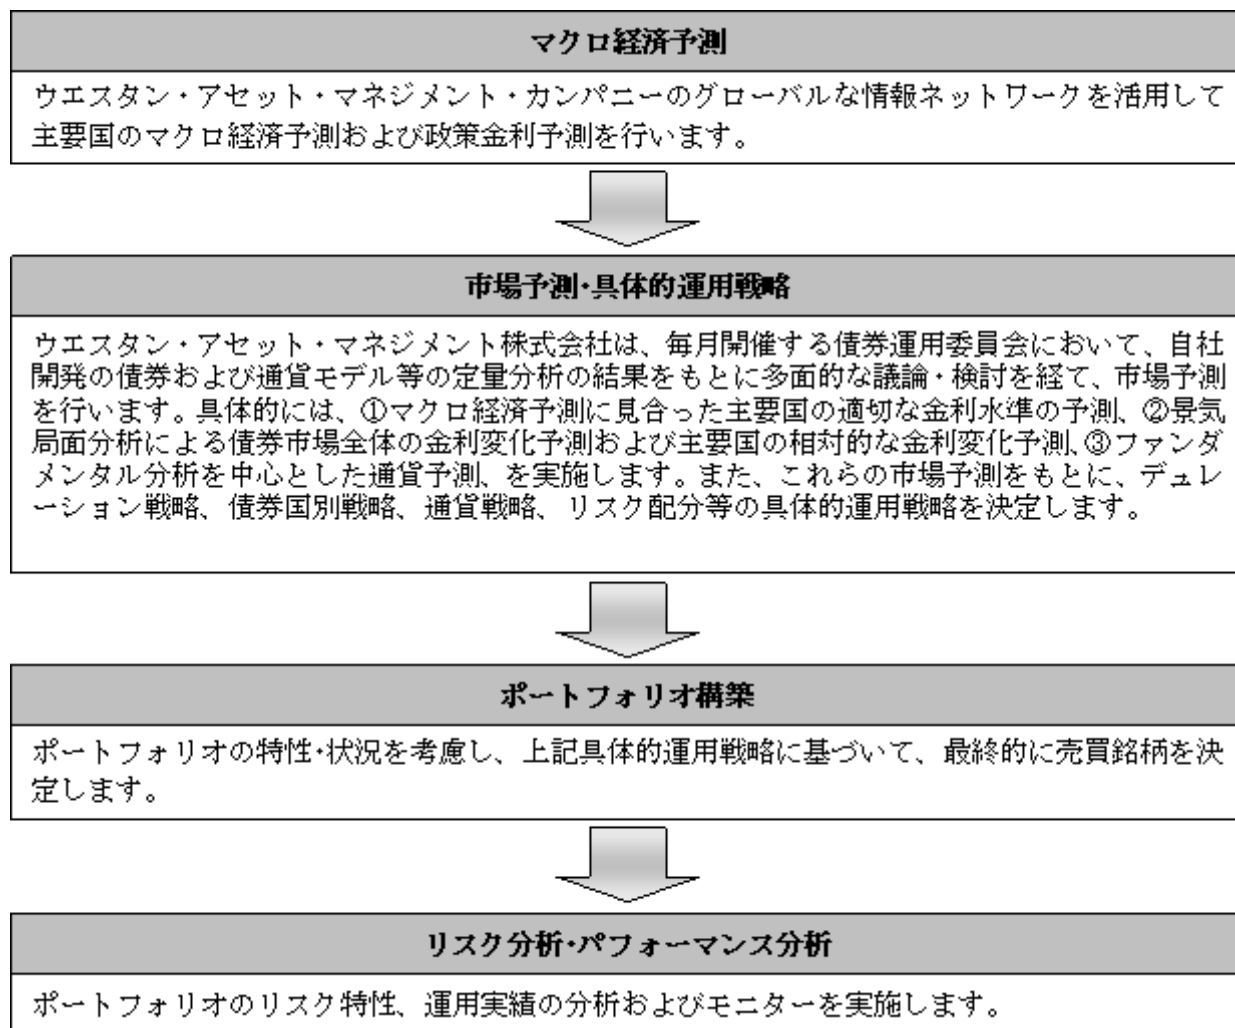 マクロ経済予測
ウエスタン・アセット・マネジメント・カンパニーのグローバルな情報ネットワークを活用して
主要国のマクロ経済予測および政策金利予測を行います。
市場予測・具体的運用戦略
ウエスタン・アセット・マネジメント株式会社は、毎月開催する債券運用委員会において、自社
開発の債券および通貨モデル等の定量分析の結果をもとに多面的な議論・検討を経て、市場予測
を行います。具体的には、①マクロ経済予測に見合った主要国の適切な金利水準の予測、②景気
局面分析による債券市場全体の金利変化予測および主要国の相対的な金利変化予測、③ファンダ
メンタル分析を中心とした通貨予測、を実施します。また、これらの市場予測をもとに、デュレ
ーション戦略、債券国別戦略、通貨戦略、リスク配分等の具体的運用戦略を決定します。
ポートフォリオ構築
ポートフォリオの特性・状況を考慮し、上記具体的運用戦略に基づいて、最終的に売買銘柄を決
定します。
リスク分析・パフォーマンス分析
ポートフォリオのリスク特性、運用実績の分析およびモニターを実施します。